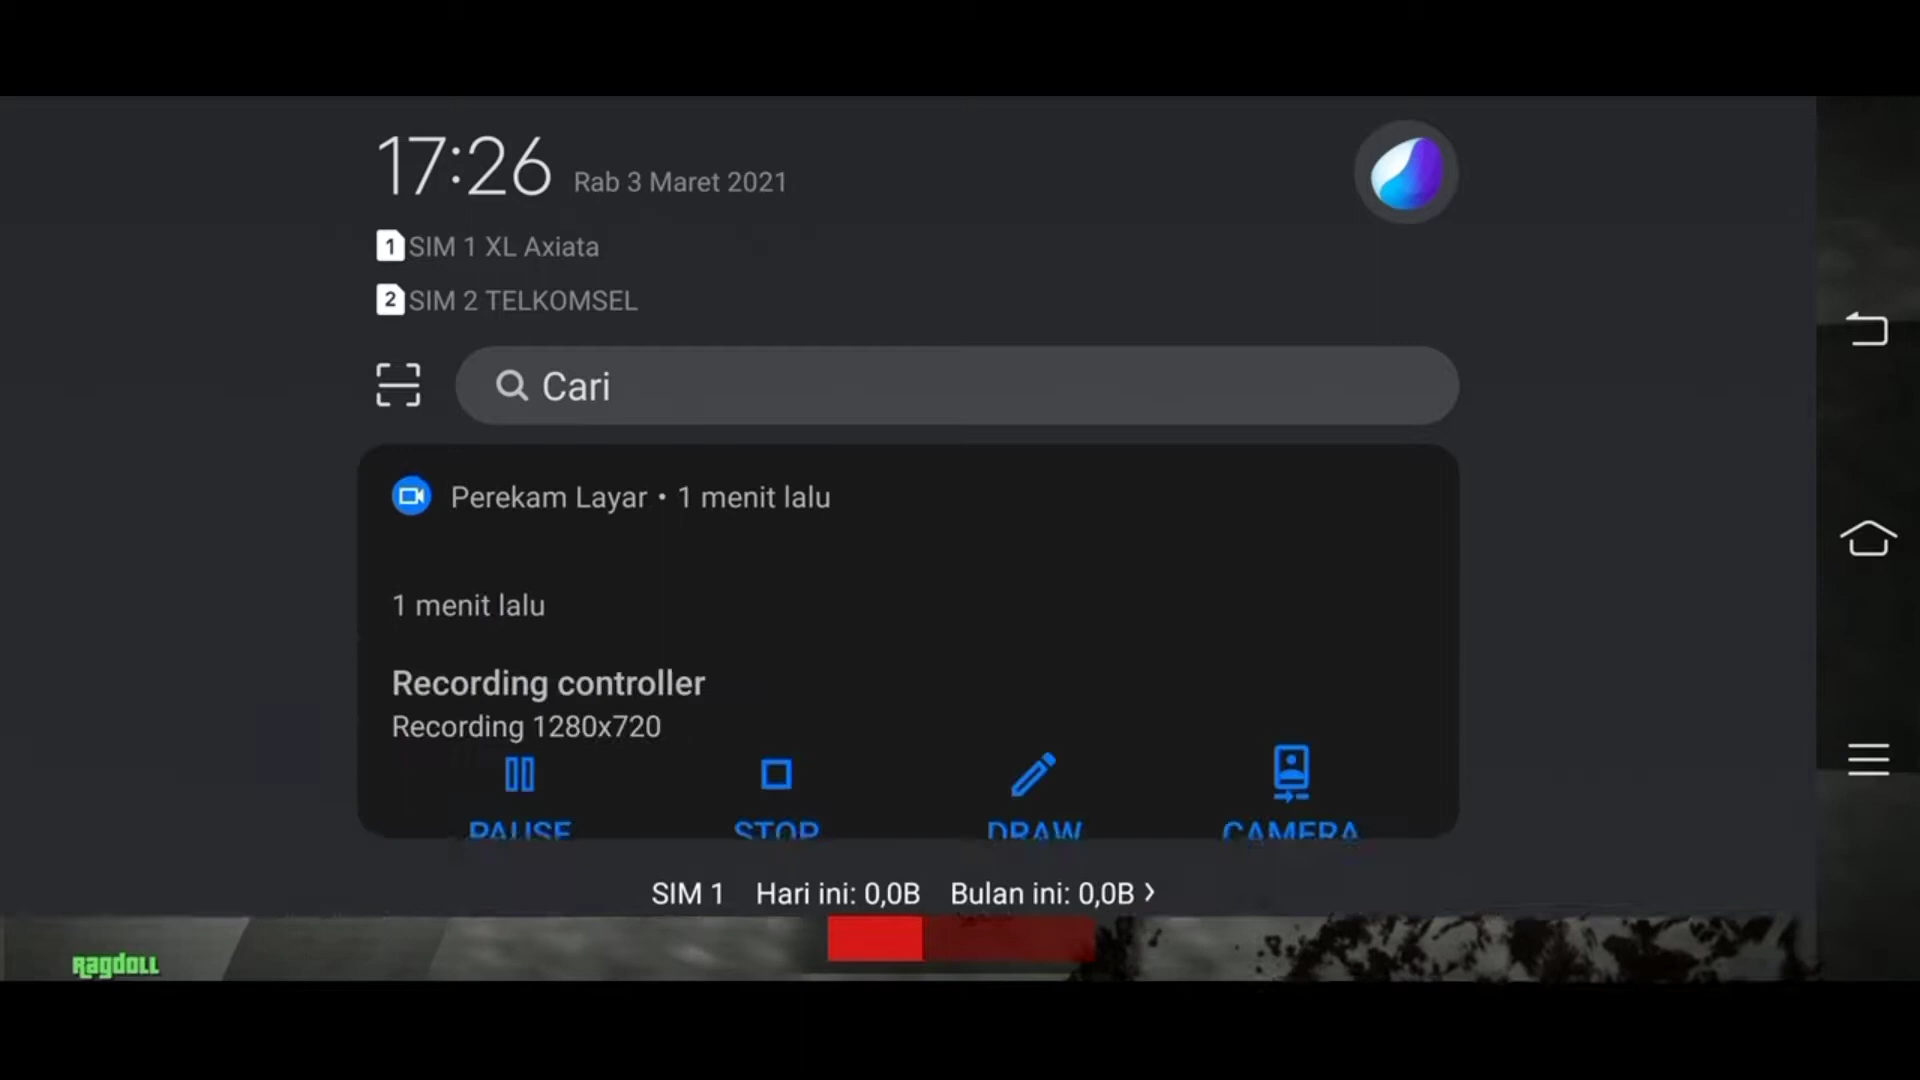 17:26 Rab 3 Maret 2021
1 SIM 1 XL Axiata
2 SIM 2 TELKOMSEL
Cari
Perekam Layar • 1 menit lalu
1 menit lalu
Recording controller
Recording 1280x720
PAUSE STOP DRAW CAMERA
SIM 1 Hari ini: 0,0B Bulan ini: 0,0B ›
Ragdoll